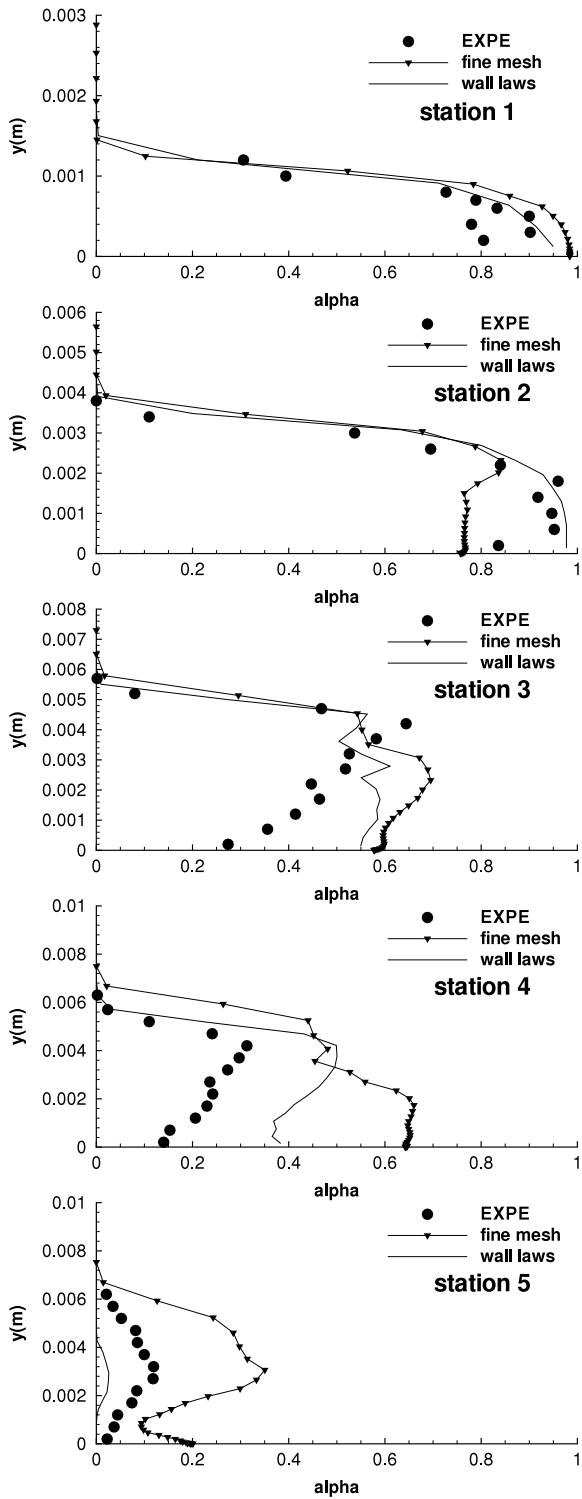 0.003
EXPE
fine mesh
wall laws
station 1
0.002
y(m)
0.001
0
0 0.2 0.4 0.6 0.8 1
alpha
0.006
EXPE
0.005
fine mesh
wall laws
0.004
station 2
y(m)
0.003
0.002
0.001
0
0 0.2 0.4 0.6 0.8 1
alpha
0.008
EXPE
0.007
fine mesh
0.006
wall laws
station 3
0.005
y(m)
0.004
0.003
0.002
0.001
0
0 0.2 0.4 0.6 0.8 1
alpha
0.01
EXPE
fine mesh
0.008
wall laws
station 4
0.006
y(m)
0.004
0.002
0
0 0.2 0.4 0.6 0.8 1
alpha
0.01
EXPE
fine mesh
0.008
wall laws
station 5
0.006
y(m)
0.004
0.002
0
0 0.2 0.4 0.6 0.8 1
alpha